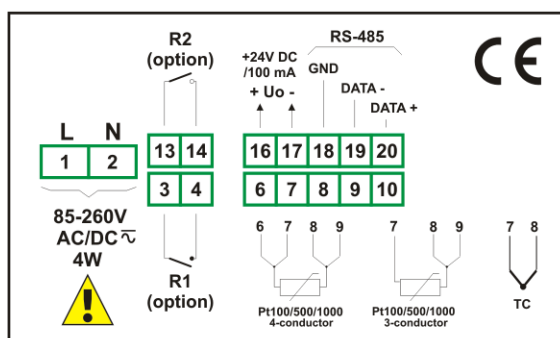 R2
(option)
RS-485
+24V DC
/100 mA
+ Uo -
GND
DATA -
DATA +
CE
L N
1 2
13 14
3 4
16 17 18 19 20
6 7 8 9 10
85-260V
AC/DC
4W
R1
(option)
6 7 8 9
Pt100/500/1000
4-conductor
7 8 9
Pt100/500/1000
3-conductor
7 8
TC